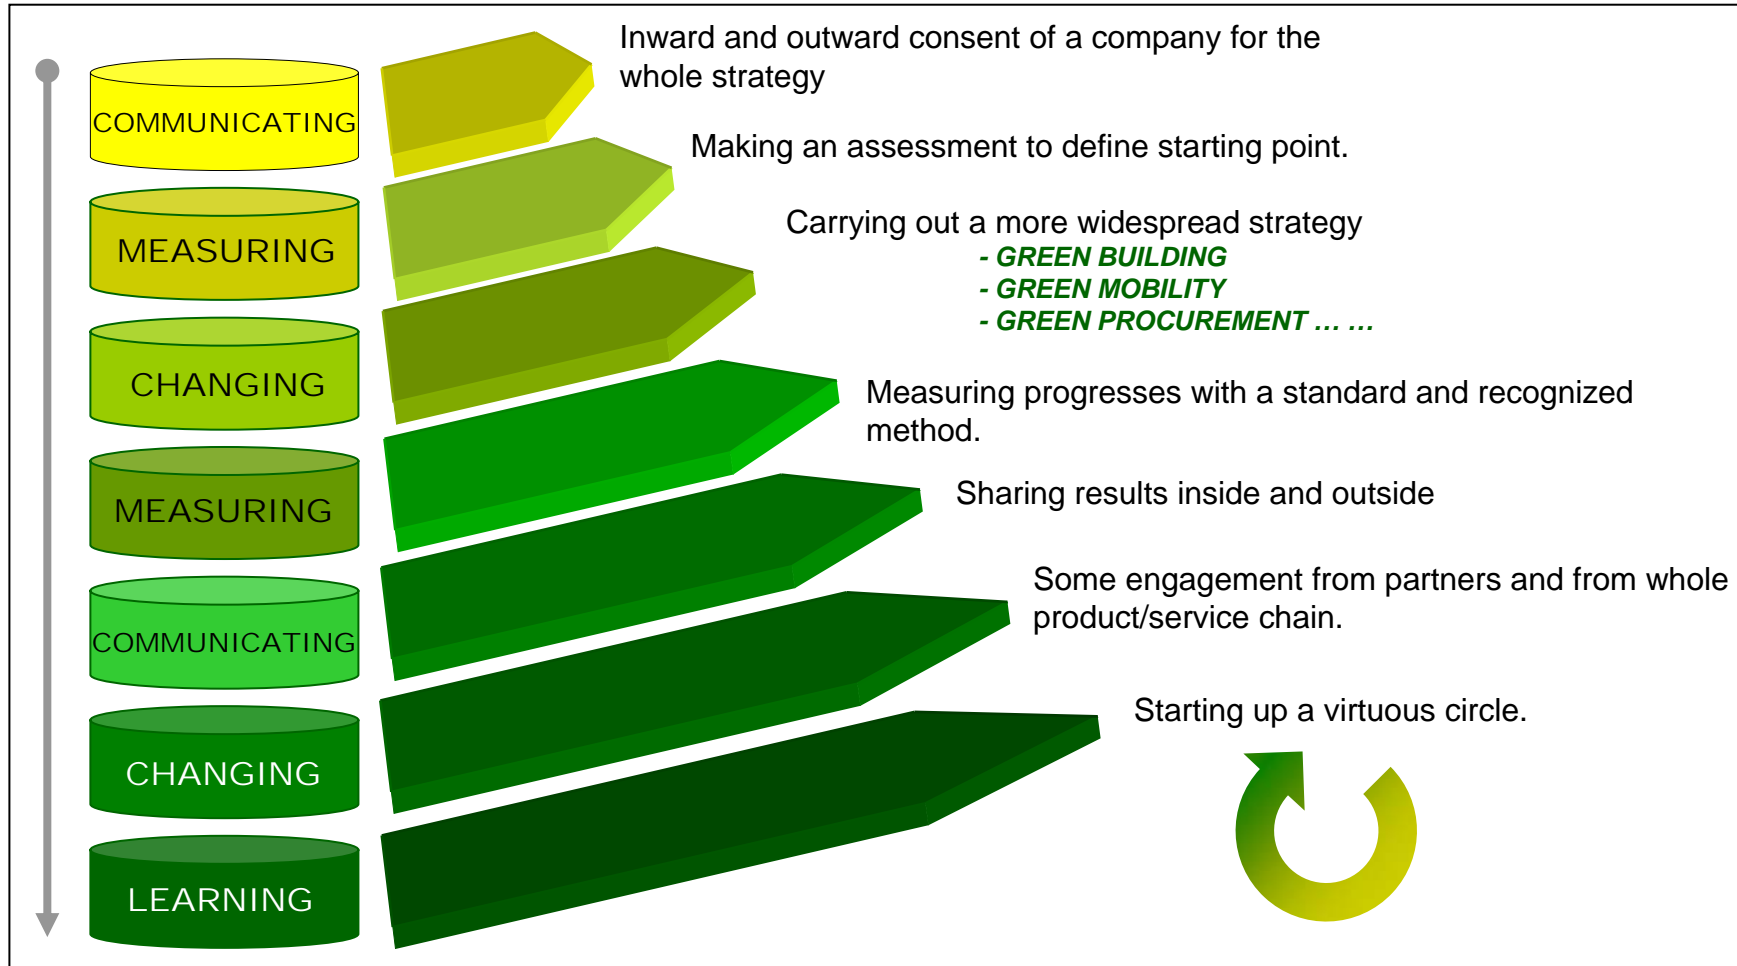 COMMUNICATING
Inward and outward consent of a company for the
whole strategy
MEASURING
Making an assessment to define starting point.
CHANGING
Carrying out a more widespread strategy
- GREEN BUILDING
- GREEN MOBILITY
- GREEN PROCUREMENT … …
MEASURING
Measuring progresses with a standard and recognized
method.
COMMUNICATING
Sharing results inside and outside
CHANGING
Some engagement from partners and from whole
product/service chain.
LEARNING
Starting up a virtuous circle.